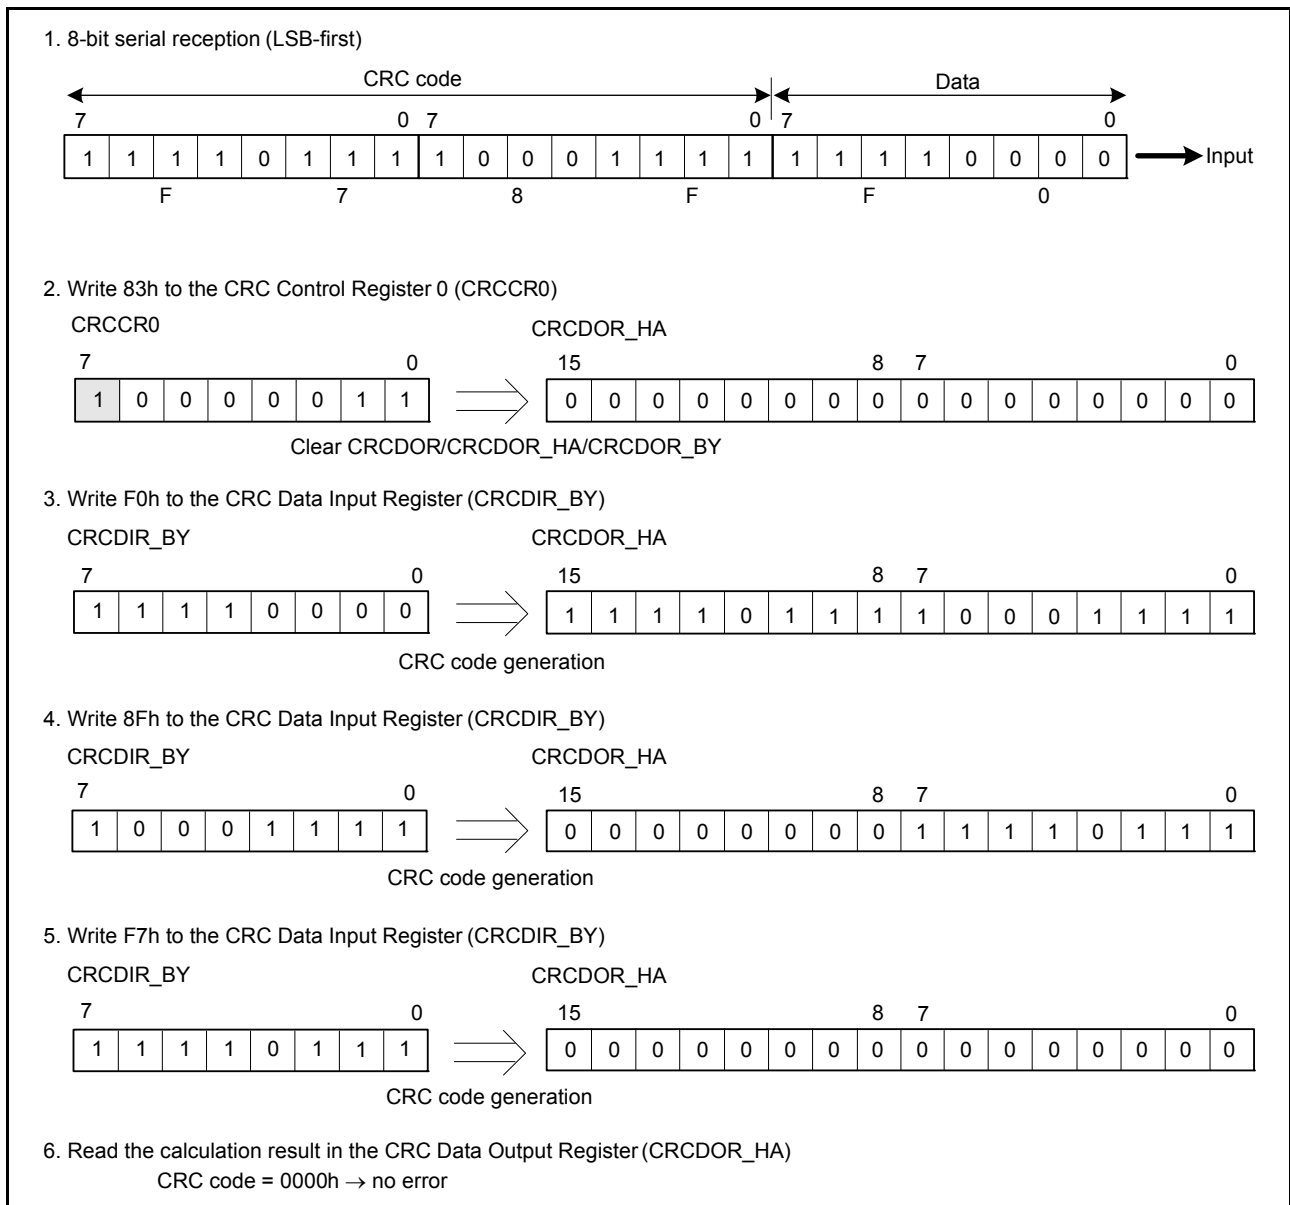 1. 8-bit serial reception (LSB-first)
CRC code Data
7 0 7 0 7 0
1 1 1 1 0 1 1 1 1 0 0 0 1 1 1 1 1 1 1 1 0 0 0 0 Input
F 7 8 F F 0
2. Write 83h to the CRC Control Register 0 (CRCCR0)
CRCCR0 CRCDOR_HA
7 0 15 8 7 0
1 0 0 0 0 0 1 1 0 0 0 0 0 0 0 0 0 0 0 0 0 0 0 0
Clear CRCDOR/CRCDOR_HA/CRCDOR_BY
3. Write F0h to the CRC Data Input Register (CRCDIR_BY)
CRCDIR_BY CRCDOR_HA
7 0 15 8 7 0
1 1 1 1 0 0 0 0 1 1 1 1 0 1 1 1 1 0 0 0 1 1 1 1
CRC code generation
4. Write 8Fh to the CRC Data Input Register (CRCDIR_BY)
CRCDIR_BY CRCDOR_HA
7 0 15 8 7 0
1 0 0 0 1 1 1 1 0 0 0 0 0 0 0 0 1 1 1 1 0 1 1 1
CRC code generation
5. Write F7h to the CRC Data Input Register (CRCDIR_BY)
CRCDIR_BY CRCDOR_HA
7 0 15 8 7 0
1 1 1 1 0 1 1 1 0 0 0 0 0 0 0 0 0 0 0 0 0 0 0 0
CRC code generation
6. Read the calculation result in the CRC Data Output Register (CRCDOR_HA)
CRC code = 0000h → no error